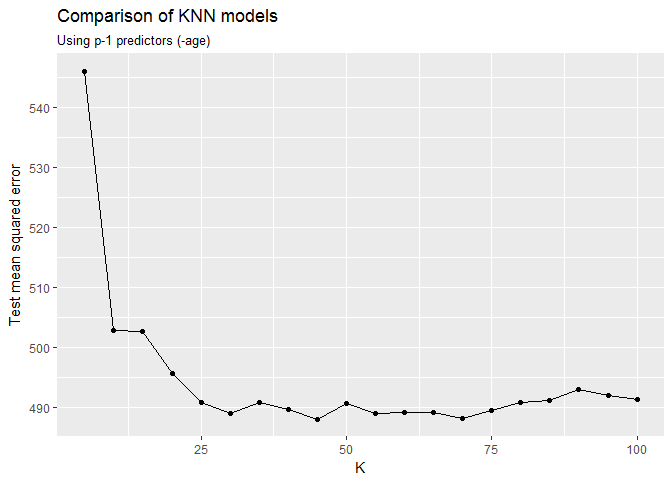 Comparison of KNN models
Using p-1 predictors (-age)
Test mean squared error
540
530
520
510
500
490
25 50 75 100
K